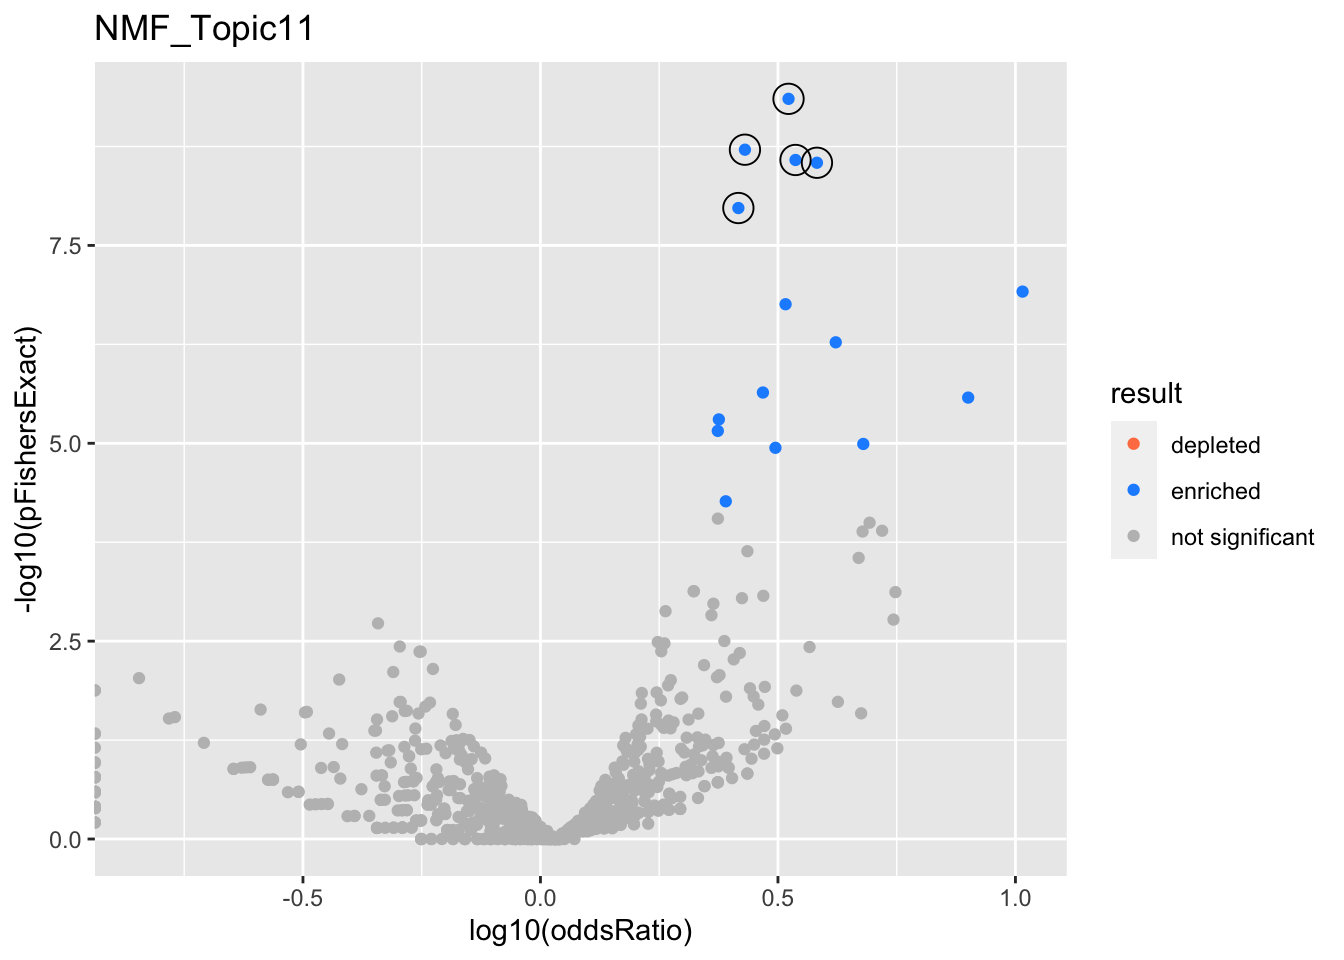 NMF_Topic11
-log10(pFishersExact)
7.5
5.0
2.5
0.0
-0.5
0.0
0.5
1.0
log10(oddsRatio)
result
depleted
enriched
not significant